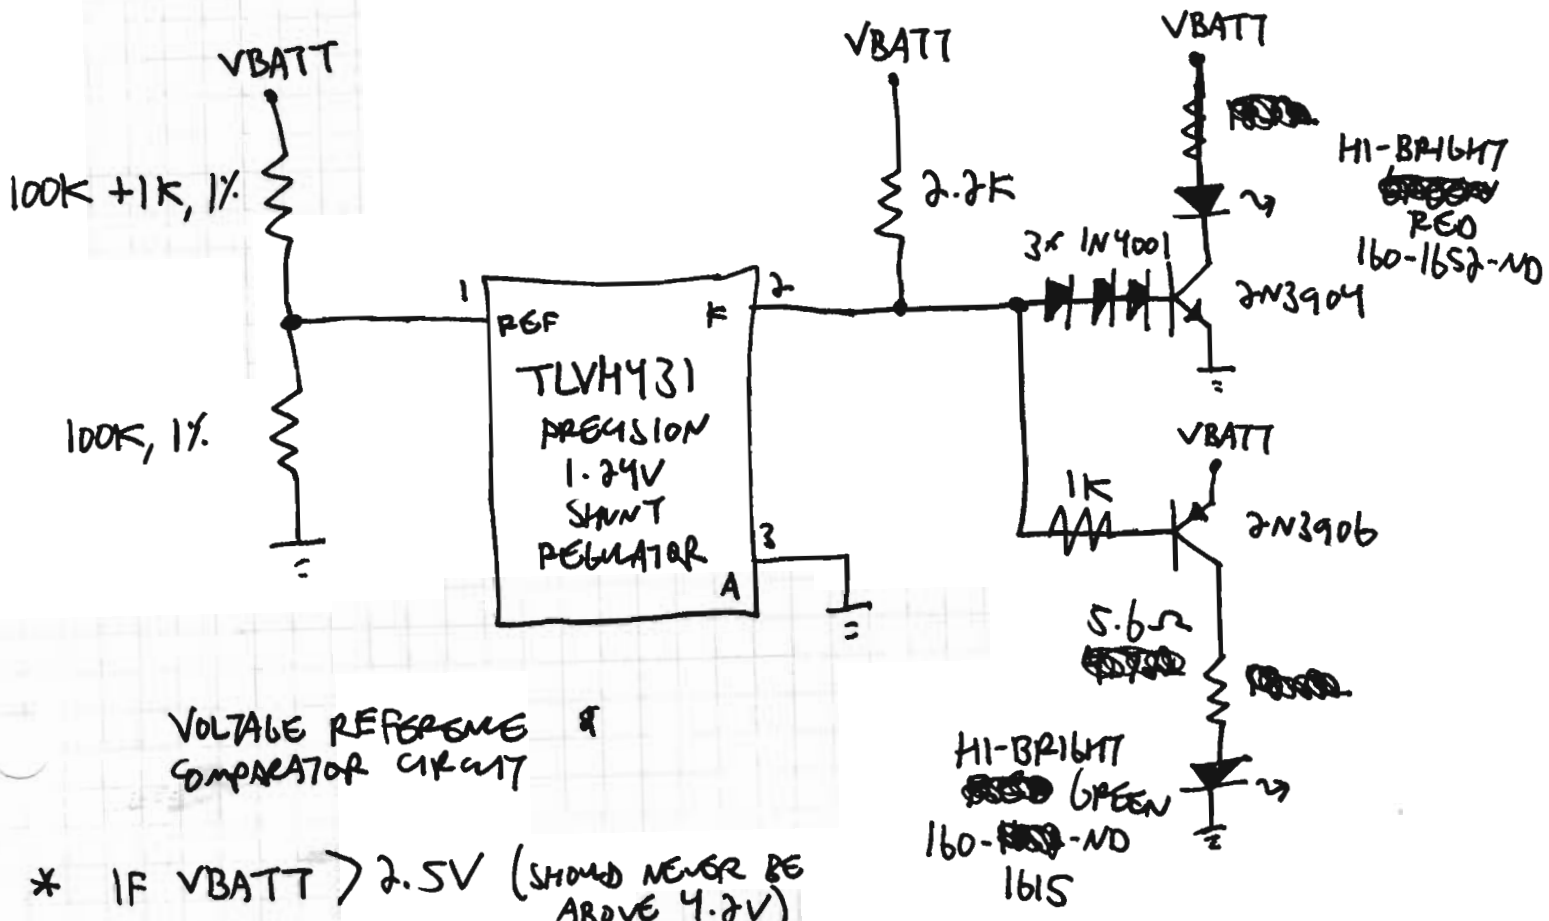 VBATT
100K + 1K, 1%
100K, 1%
VBATT
2.2K
VBATT
HI-BRIGHT
RED
160-1652-ND
3x 1N4001
2N3904
1
REF
K
2
TLVH431
PRECISION
1.24V
SHUNT
REGULATOR
3
A
VBATT
1K
2N3906
5.6Ω
HI-BRIGHT
GREEN
160- -ND
1615
VOLTAGE REFERENCE &
COMPARATOR CIRCUIT
* IF VBATT > 2.5V (SHOULD NEVER BE
ABOVE 4.2V)